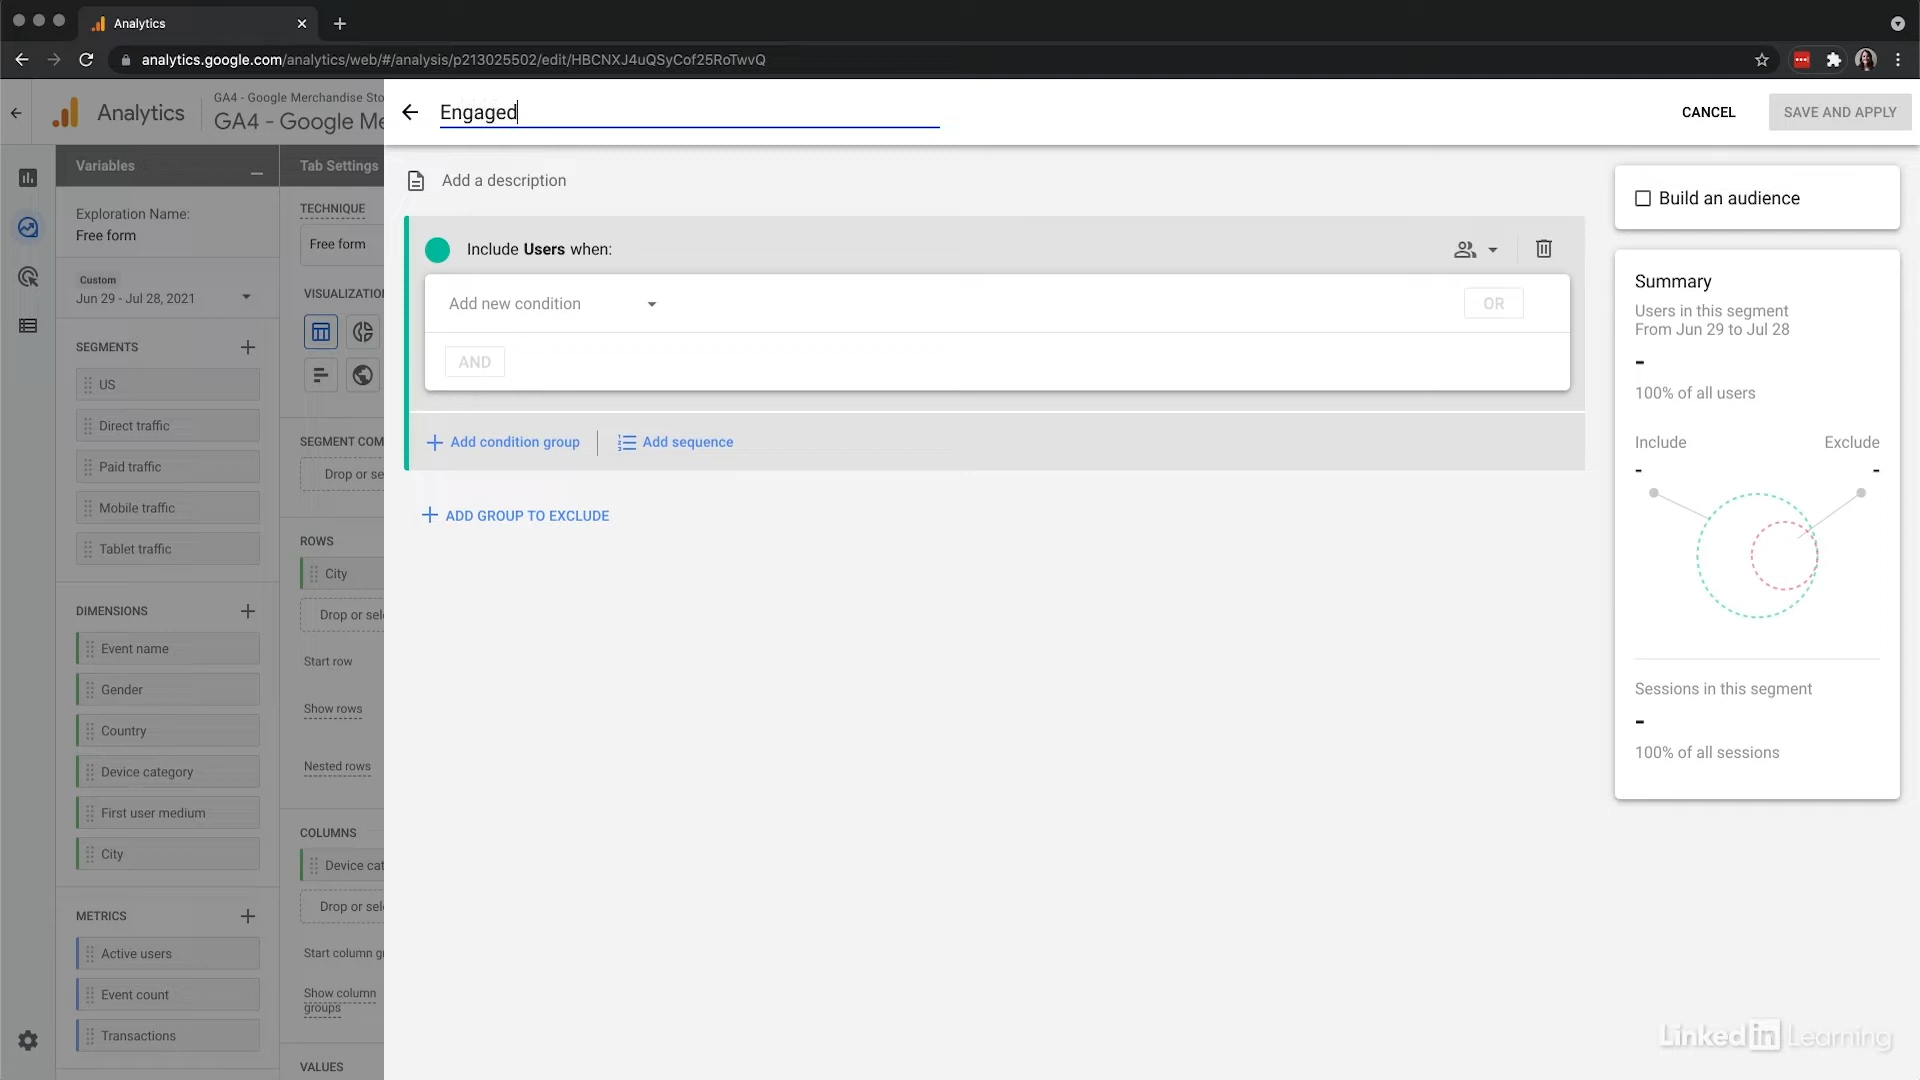 Analytics
analytics.google.com/analytics/web/#/analysis/p213025502/edit/HBCNXJ4uQSyCof25RoTwvQ
Analytics
GA4 - Google Merchandise Sto
GA4 - Google Me
Engaged
CANCEL
SAVE AND APPLY
Variables
Tab Settings
Add a description
Build an audience
Exploration Name:
Free form
TECHNIQUE
Free form
Include Users when:
Custom
Jun 29 - Jul 28, 2021
VISUALIZATION
Add new condition
OR
AND
Summary
Users in this segment
From Jun 29 to Jul 28
-
100% of all users
SEGMENTS
US
Direct traffic
Paid traffic
Mobile traffic
Tablet traffic
SEGMENT COM
Drop or se
Add condition group
Add sequence
Include
Exclude
-
-
ADD GROUP TO EXCLUDE
ROWS
City
Drop or sel
Start row
Show rows
Nested rows
DIMENSIONS
Event name
Gender
Country
Device category
First user medium
City
Sessions in this segment
-
100% of all sessions
COLUMNS
Device cat
Drop or sel
Start column g
Show column
groups
METRICS
Active users
Event count
Transactions
VALUES
LinkedIn Learning